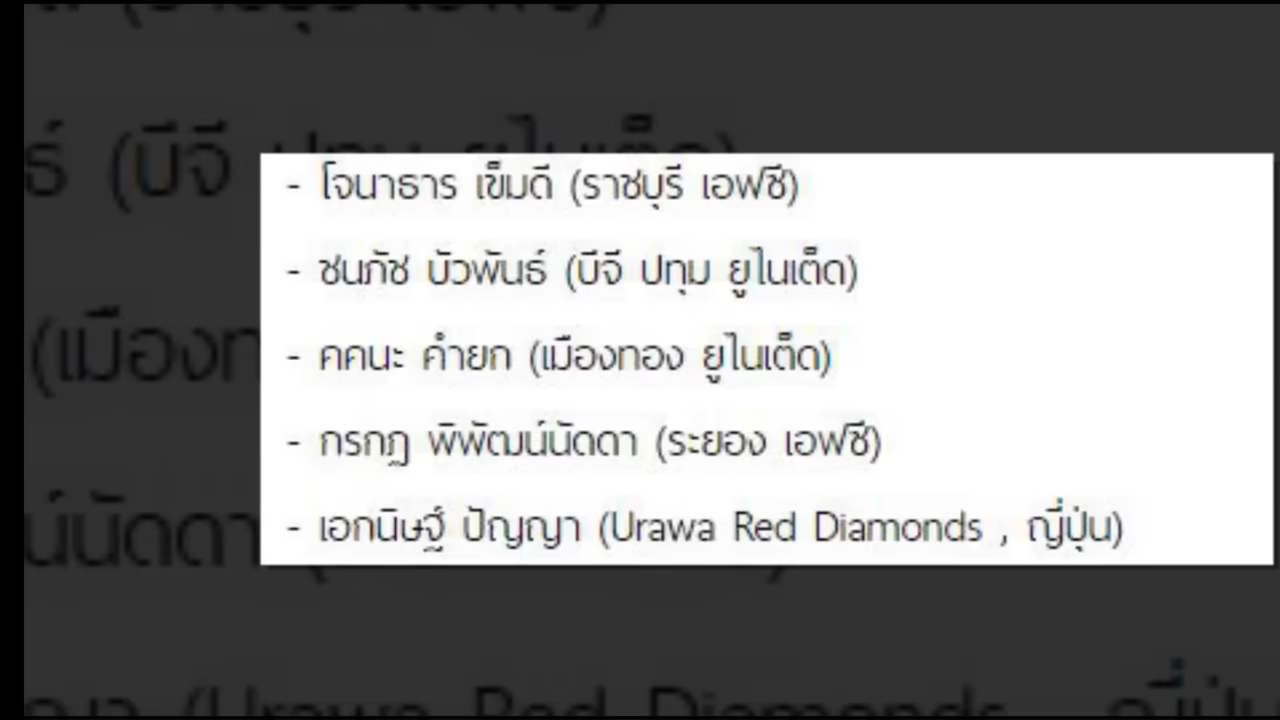 - โจนาธาร เข็มดี (ราชบุรี เอฟซี)
- ชนภัช บัวพันธ์ (บีจี ปทุม ยูไนเต็ด)
- คคนะ คำยก (เมืองทอง ยูไนเต็ด)
- กรกฎ พิพัฒน์นัดดา (ระยอง เอฟซี)
- เอกนิษฐ์ ปัญญา (Urawa Red Diamonds , ญี่ปุ่น)